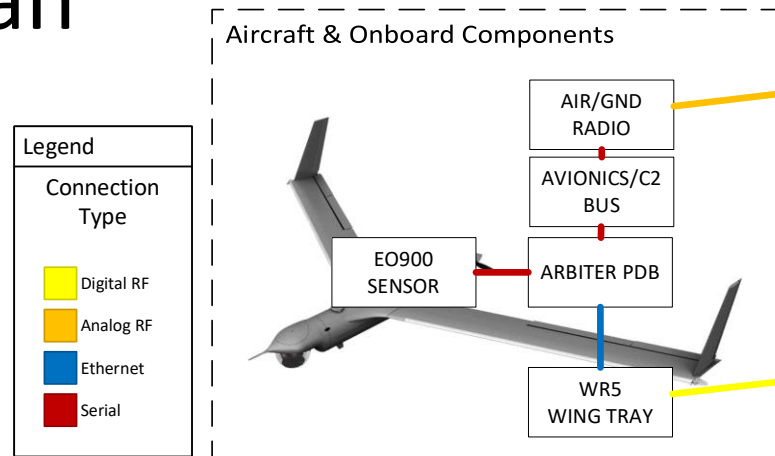 Aircraft & Onboard Components
Legend
Connection
Type
Digital RF
Analog RF
Ethernet
Serial
AIR/GND
RADIO
AVIONICS/C2
BUS
EO900
SENSOR
ARBITER PDB
WR5
WING TRAY